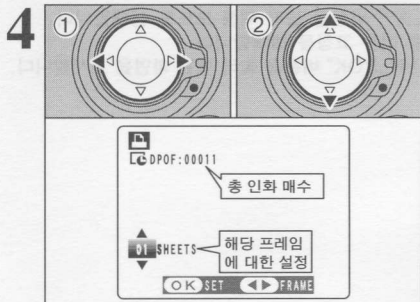 4
① ②
DPOF:00011
총 인화 매수
01 SHEETS
해당 프레임
에 대한 설정
OK SET ◀▶ FRAME